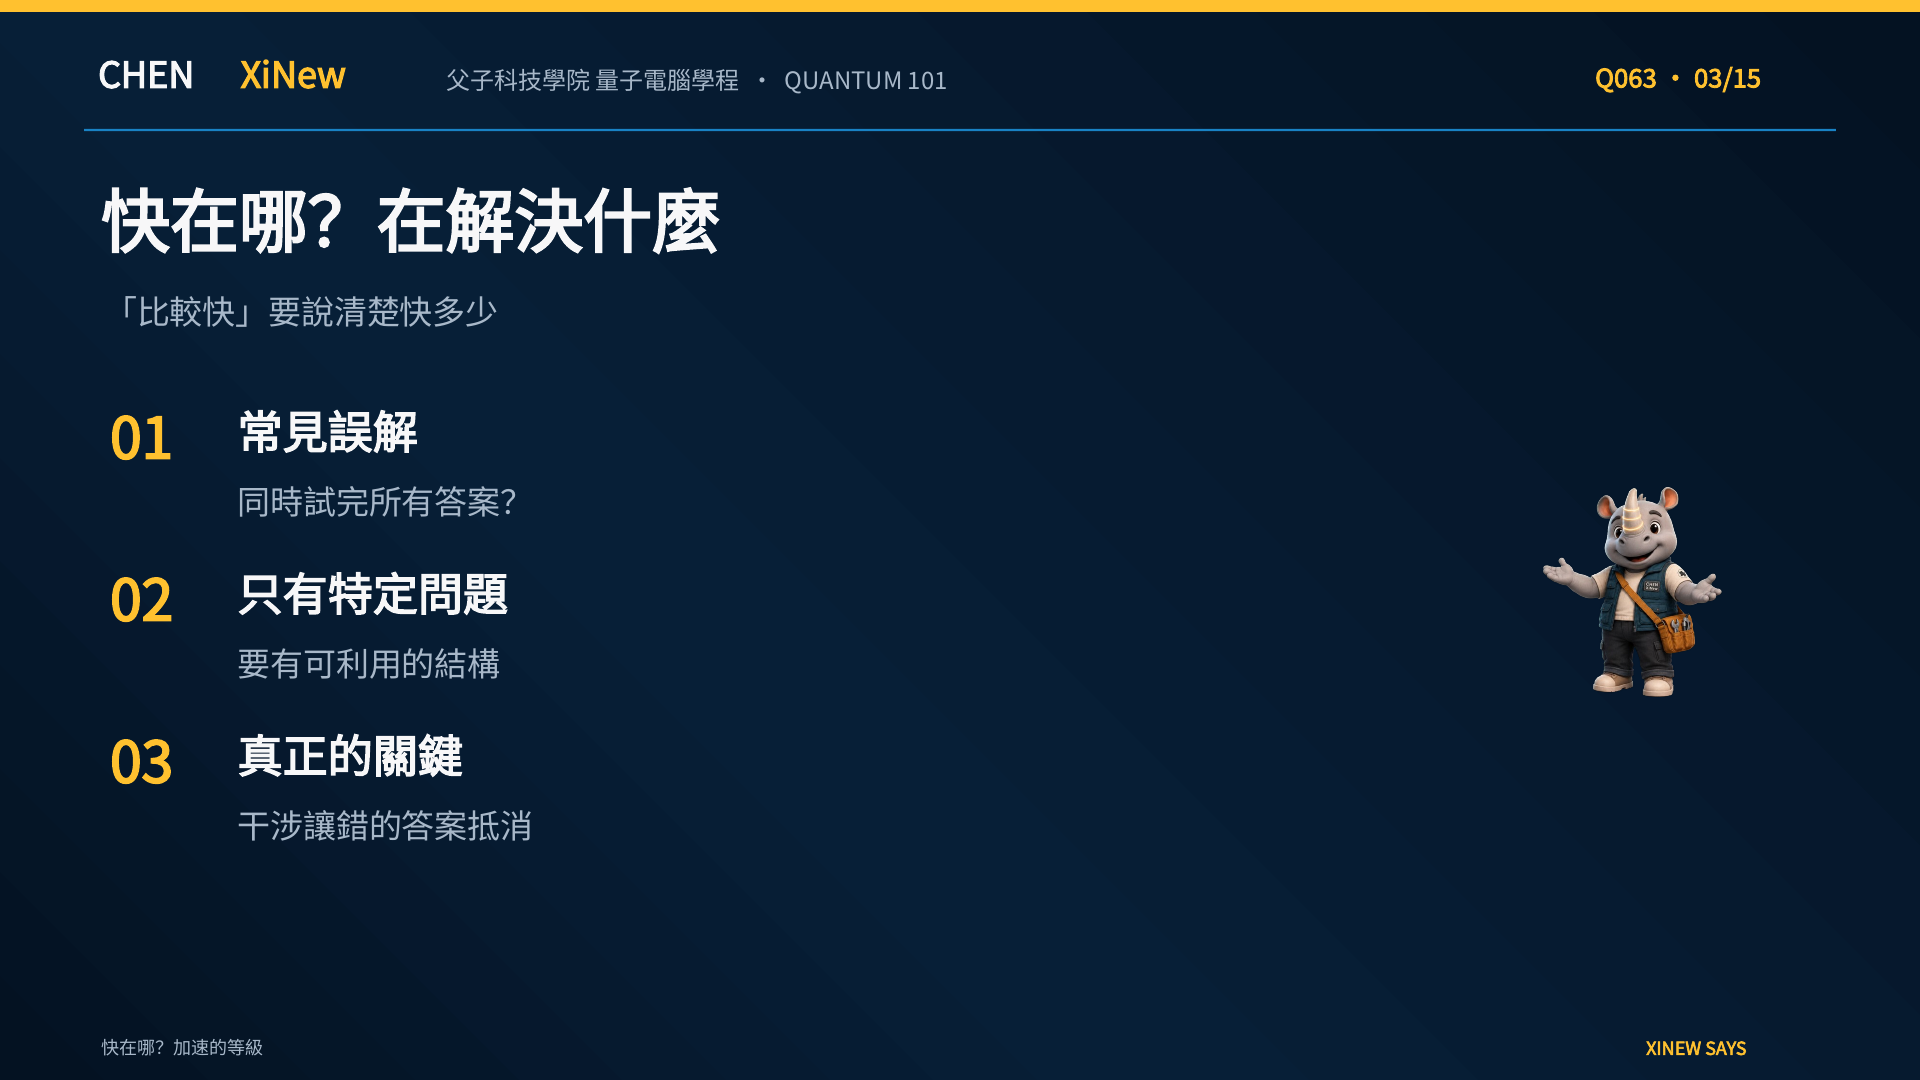 CHEN XiNew 父子科技學院 量子電腦學程 · QUANTUM 101 Q063 · 03/15
快在哪？在解決什麼
「比較快」要說清楚快多少
01 常見誤解
同時試完所有答案？
02 只有特定問題
要有可利用的結構
03 真正的關鍵
干涉讓錯的答案抵消
快在哪？加速的等級 XINEW SAYS